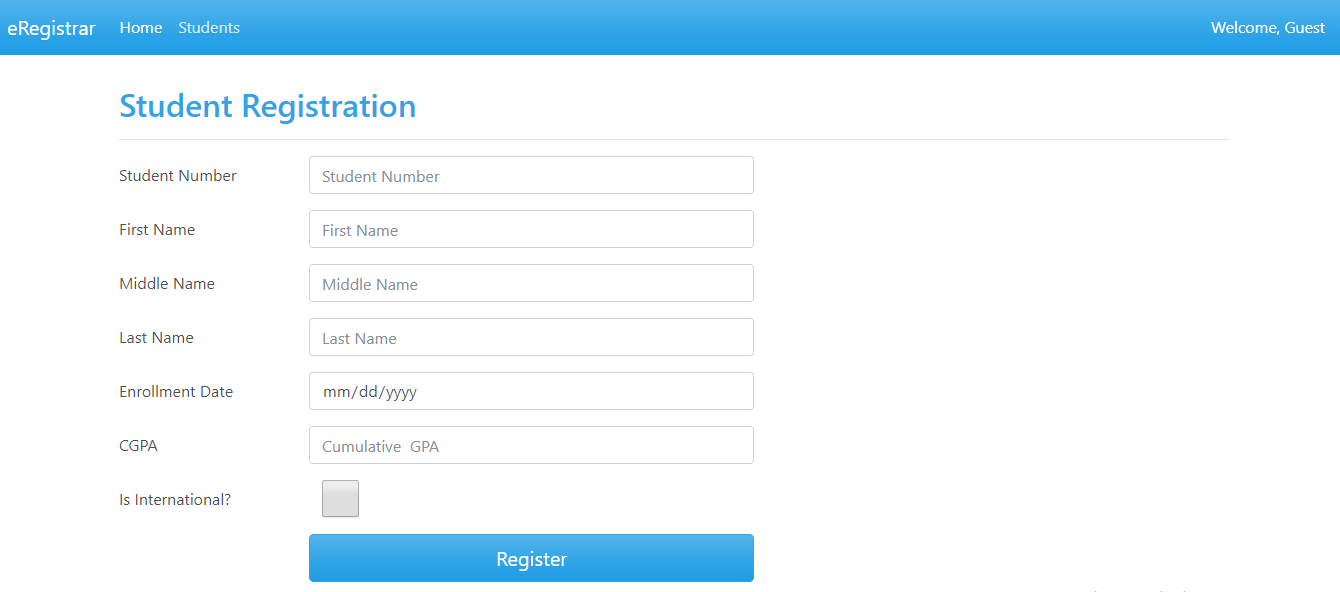 eRegistrar Home Students Welcome, Guest
Student Registration
Student Number Student Number
First Name First Name
Middle Name Middle Name
Last Name Last Name
Enrollment Date mm/dd/yyyy
CGPA Cumulative GPA
Is International?
Register